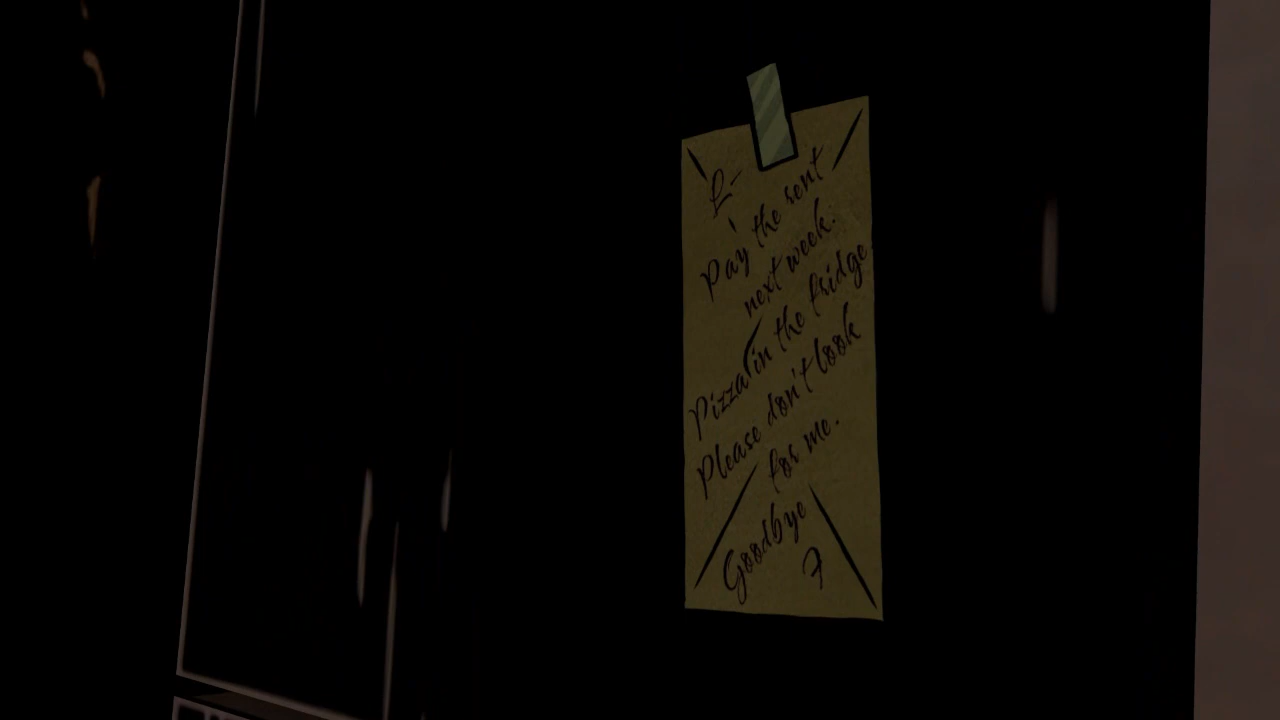 L-
Pay the rent
next week.
Pizza in the fridge
Please don't look
for me.
Goodbye
F